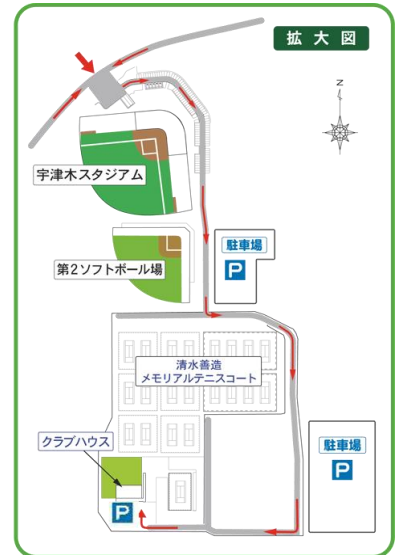 拡大図
N
宇津木スタジアム
駐車場
P
第2ソフトボール場
清水善造
メモリアルテニスコート
クラブハウス
駐車場
P
P